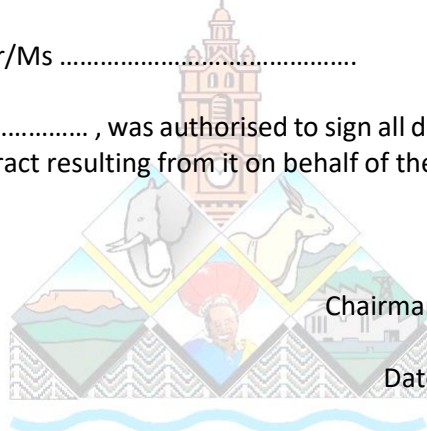 r/Ms …………………………………….
.………… , was authorised to sign all d
ract resulting from it on behalf of the
Chairma
Dat